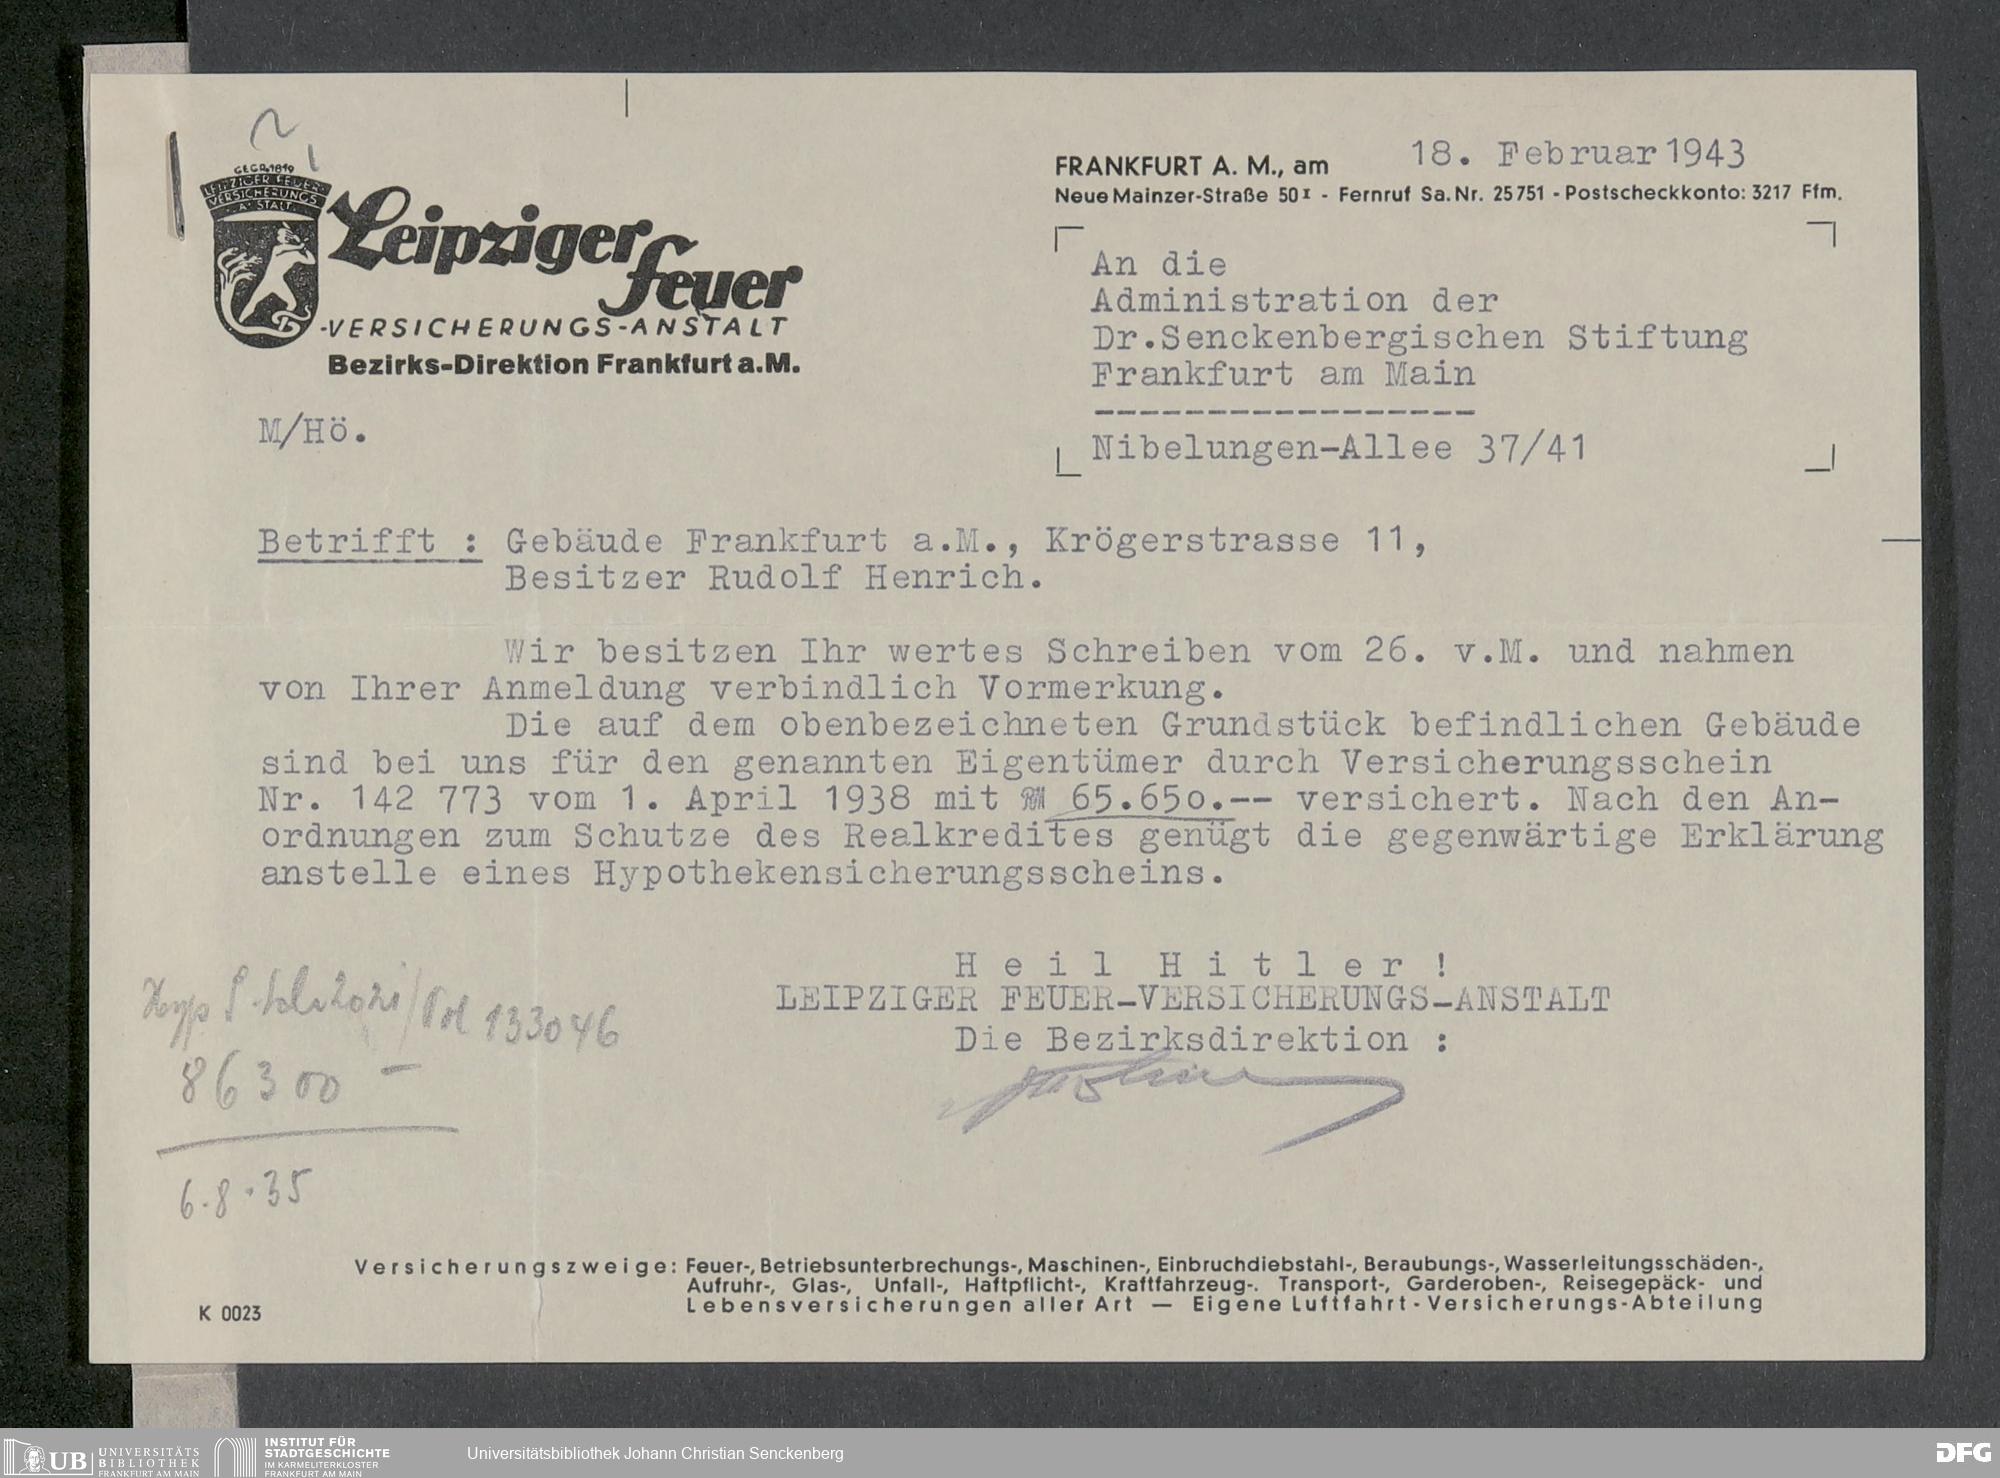 GEGR. 1819
LEIPZIGER FEUER-
VERSICHERUNGS
A STALT
Leipziger
Feuer
-VERSICHERUNGS-ANSTALT
Bezirks-Direktion Frankfurt a.M.
FRANKFURT A. M., am 18. Februar 1943
Neue Mainzer-Straße 50 I - Fernruf Sa. Nr. 25751 - Postscheckkonto: 3217 Ffm.
An die
Administration der
Dr.Senckenbergischen Stiftung
Frankfurt am Main
-----------------
Nibelungen-Allee 37/41
M/Hö.
Betrifft : Gebäude Frankfurt a.M., Krögerstrasse 11,
Besitzer Rudolf Henrich.
Wir besitzen Ihr wertes Schreiben vom 26. v.M. und nahmen
von Ihrer Anmeldung verbindlich Vormerkung.
Die auf dem obenbezeichneten Grundstück befindlichen Gebäude
sind bei uns für den genannten Eigentümer durch Versicherungsschein
Nr. 142 773 vom 1. April 1938 mit RM 65.65o.-- versichert. Nach den An-
ordnungen zum Schutze des Realkredites genügt die gegenwärtige Erklärung
anstelle eines Hypothekensicherungsscheins.
H e i l H i t l e r !
LEIPZIGER FEUER-VERSICHERUNGS-ANSTALT
Die Bezirksdirektion :
Hyp 133046
86300 -
6.8.35
Versicherungszweige: Feuer-, Betriebsunterbrechungs-, Maschinen-, Einbruchdiebstahl-, Beraubungs-, Wasserleitungsschäden-,
Aufruhr-, Glas-, Unfall-, Haftpflicht-, Kraftfahrzeug-. Transport-, Garderoben-, Reisegepäck- und
Lebensversicherungen aller Art — Eigene Luftfahrt-Versicherungs-Abteilung
K 0023
UB UNIVERSITÄTS
BIBLIOTHEK
FRANKFURT AM MAIN
INSTITUT FÜR
STADTGESCHICHTE
IM KARMELITERKLOSTER
FRANKFURT AM MAIN
Universitätsbibliothek Johann Christian Senckenberg
DFG